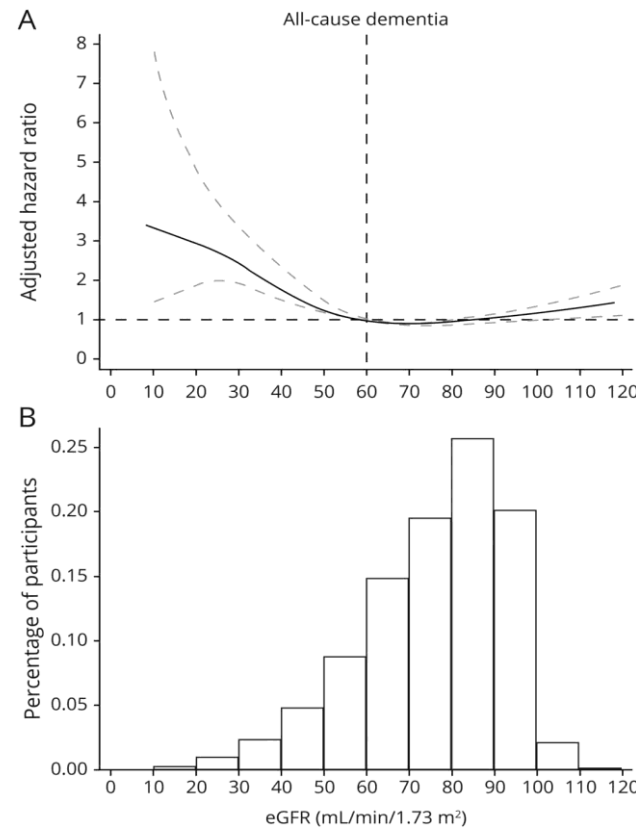 A
All-cause dementia
Adjusted hazard ratio
8
7
6
5
4
3
2
1
0
0 10 20 30 40 50 60 70 80 90 100 110 120
B
Percentage of participants
0.25
0.20
0.15
0.10
0.05
0.00
0 10 20 30 40 50 60 70 80 90 100 110 120
eGFR (mL/min/1.73 m²)